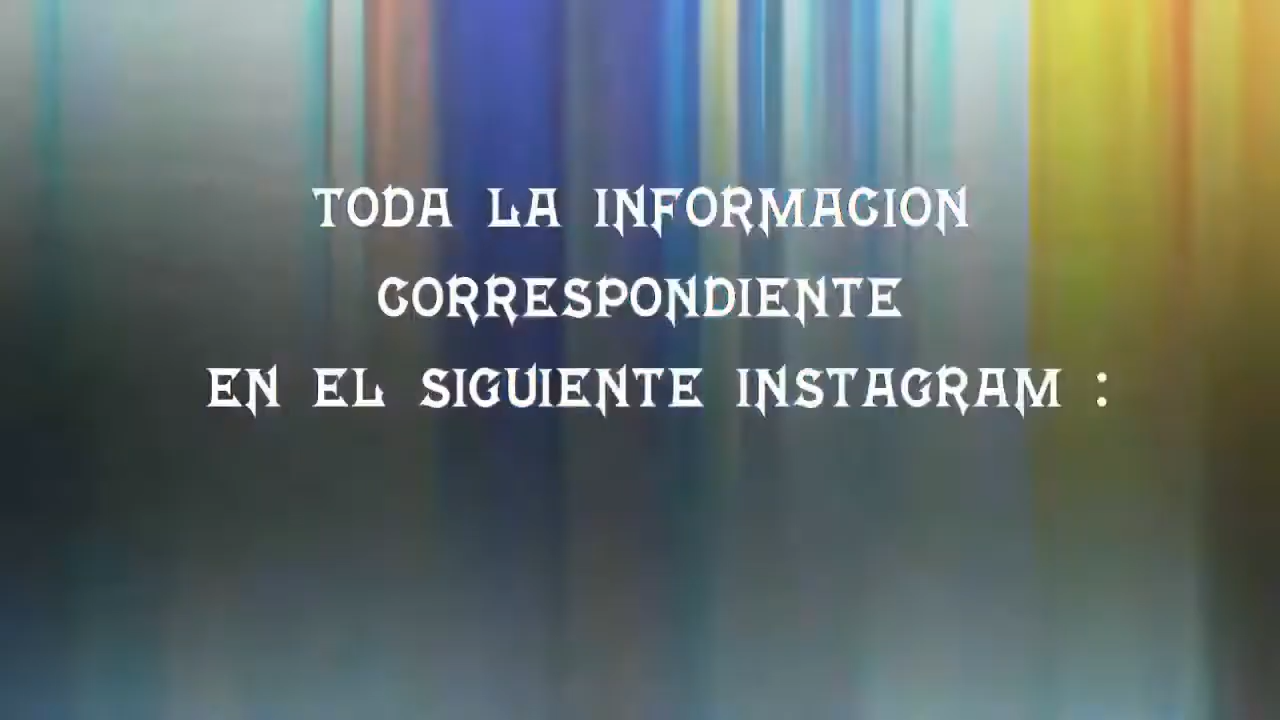 TODA LA INFORMACION
CORRESPONDIENTE
EN EL SIGUIENTE INSTAGRAM :